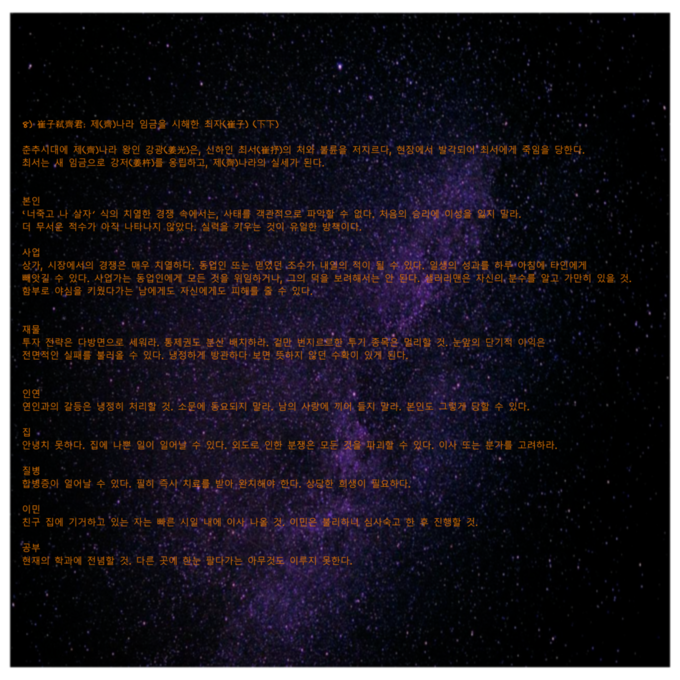 8) 崔子弑齊君: 제(齊)나라 임금을 시해한 최자(崔子) (下下)
춘추시대에 제(齊)나라 왕인 강광(姜光)은, 신하인 최서(崔抒)의 처와 불륜을 저지르다, 현장에서 발각되어 최서에게 죽임을 당한다.
최서는 새 임금으로 강저(姜杵)를 옹립하고, 제(齊)나라의 실세가 된다.
본인
'너죽고 나 살자' 식의 치열한 경쟁 속에서는, 사태를 객관적으로 파악할 수 없다. 처음의 승리에 이성을 잃지 말라.
더 무서운 적수가 아직 나타나지 않았다. 실력을 키우는 것이 유일한 방책이다.
사업
상가, 시장에서의 경쟁은 매우 치열하다. 동업인 또는 믿었던 조수가 내열의 적이 될 수 있다. 일생의 성과를 하루 아침에 타인에게
빼앗길 수 있다. 사업가는 동업인에게 모든 것을 위임하거나, 그의 덕을 보려해서는 안 된다. 샐러리맨은 자신의 분수를 알고 가만히 있을 것.
함부로 야심을 키웠다가는 남에게도 자신에게도 피해를 줄 수 있다.
재물
투자 전략은 다방면으로 세워라. 통제권도 분산 배치하라. 겉만 번지르르한 투기 종목은 멀리할 것. 눈앞의 단기적 이익은
전면적인 실패를 불러올 수 있다. 냉정하게 방관하다 보면 뜻하지 않던 수확이 있게 된다.
인연
연인과의 갈등은 냉정히 처리할 것. 소문에 동요되지 말라. 남의 사랑에 끼어 들지 말라. 본인도 그렇게 당할 수 있다.
집
안녕치 못하다. 집에 나쁜 일이 일어날 수 있다. 외도로 인한 분쟁은 모든 것을 파괴할 수 있다. 이사 또는 분가를 고려하라.
질병
합병증이 일어날 수 있다. 필히 즉시 치료를 받아 완치해야 한다. 상당한 희생이 필요하다.
이민
친구 집에 기거하고 있는 자는 빠른 시일 내에 이사 나올 것. 이민은 불리하니 심사숙고 한 후 진행할 것.
공부
현재의 학과에 전념할 것. 다른 곳에 한눈 팔다가는 아무것도 이루지 못한다.